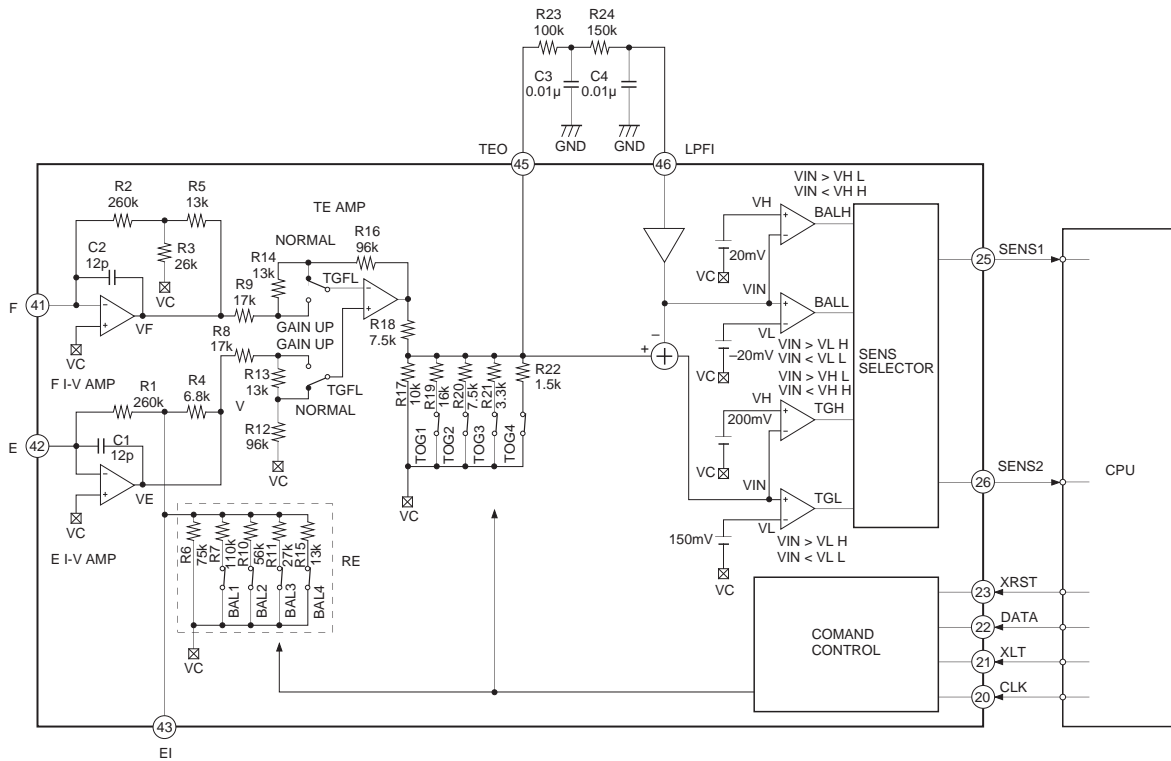 R23
100k
R24
150k
C3
0.01µ
C4
0.01µ
GND
GND
TEO
45
46
LPFI
R2
260k
R5
13k
C2
12p
R3
26k
VC
F
41
VC
VF
F I-V AMP
TE AMP
NORMAL
R16
96k
R14
13k
TGFL
R9
17k
GAIN UP
GAIN UP
R8
17k
R13
13k
TGFL
NORMAL
V
R12
96k
VC
R1
260k
R4
6.8k
E
42
C1
12p
VC
VE
E I-V AMP
R18
7.5k
R17
10k
R19
16k
R20
7.5k
R21
3.3k
R22
1.5k
TOG1
TOG2
TOG3
TOG4
VC
R6
75k
R7
110k
R10
56k
R11
27k
R15
13k
RE
BAL1
BAL2
BAL3
BAL4
VC
43
EI
VIN > VH L
VIN < VH H
VH
BALH
20mV
VC
VIN
BALL
VL
–20mV
VC
VIN > VL H
VIN < VL L
VIN > VH L
VIN < VH H
VH
TGH
200mV
VC
VIN
TGL
VL
150mV
VC
VIN > VL H
VIN < VL L
SENS
SELECTOR
25
SENS1
26
SENS2
CPU
COMAND
CONTROL
23
XRST
22
DATA
21
XLT
20
CLK